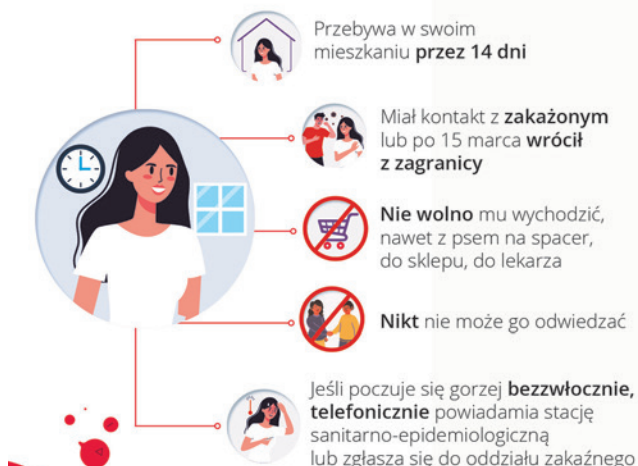 Przebywa w swoim
mieszkaniu przez 14 dni
Miał kontakt z zakażonym
lub po 15 marca wrócił
z zagranicy
Nie wolno mu wychodzić,
nawet z psem na spacer,
do sklepu, do lekarza
Nikt nie może go odwiedzać
Jeśli poczuje się gorzej bezzwłocznie,
telefonicznie powiadamia stację
sanitarno-epidemiologiczną
lub zgłasza się do oddziału zakaźnego